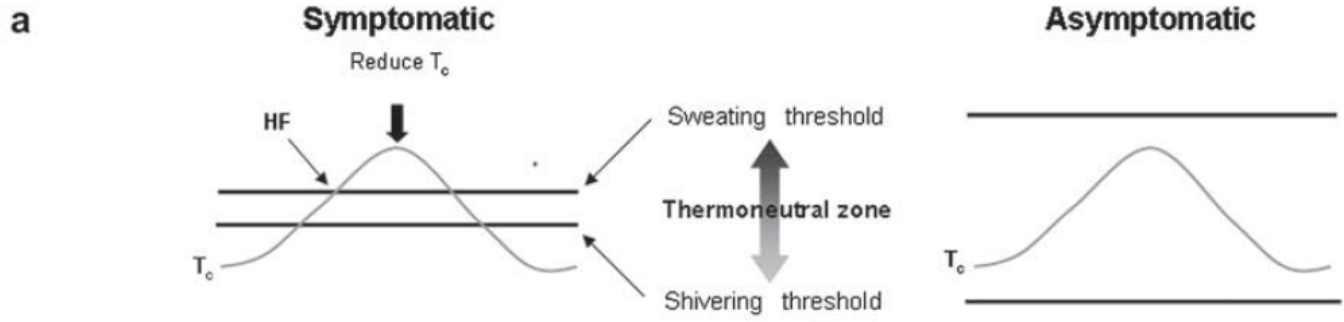 a
Symptomatic
Asymptomatic
Reduce Tc
HF
Sweating threshold
Thermoneutral zone
Tc
Tc
Shivering threshold